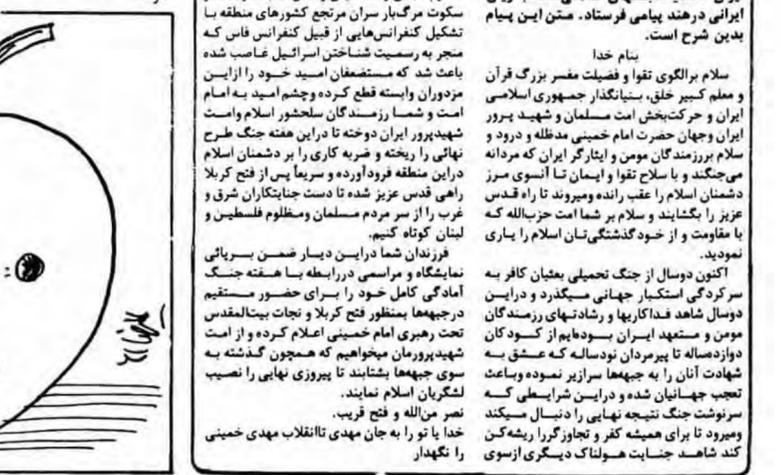 ایرانی درهند پیامی فرستاد. متن این پیام
بدین شرح است.
بنام خدا
سلام برالگوی تقوا و فضیلت مفسر بزرگ قرآن
و معلم کبیر خلق، بنیانگذار جمهوری اسلامی
ایران و حرکت‌بخش امت مسلمان و شهید پرور
ایران وجهان حضرت امام خمینی مدظله و درود و
سلام بررزمندگان مومن و ایثارگر ایران که مردانه
می‌جنگند و با سلاح تقوا و ایمان تا آنسوی مرز
دشمنان اسلام را عقب رانده ومیروند تا راه قدس
عزیز را بگشایند و سلام بر شما امت حزب‌الله که
با مقاومت و از خود گذشتگی‌تان اسلام را یاری
نمودید.
اکنون دوسال از جنگ تحمیلی بعثیان کافر به
سرکردگی استکبار جهانی میگذرد و دراین
دوسال شاهد فداکاریها و رشادتهای رزمندگان
مومن و متعهد ایران بوده‌ایم از کودکان
دوازده‌ساله تا پیرمردان نودساله که عشق به
شهادت آنان را به جبهه‌ها سرازیر نموده وباعث
تعجب جهانیان شده و دراین شرایطی که
سرنوشت جنگ نتیجه نهایی را دنبال میکند
ومیرود تا برای همیشه کفر و تجاوزگررا ریشه‌کن
کند شاهد جنایت هولناک دیگری ازسوی
سکوت مرگبار سران مرتجع کشورهای منطقه با
تشکیل کنفرانس‌هایی از قبیل کنفرانس فاس که
منجر به رسمیت شناختن اسرائیل غاصب شده
باعث شد که مستضعفان امید خود را ازاین
مزدوران وابسته قطع کرده وچشم امید به امام
امت و شما رزمندگان سلحشور اسلام وامت
شهیدپرور ایران دوخته تا دراین هفته جنگ طرح
نهائی را ریخته و ضربه کاری را بر دشمنان اسلام
دراین منطقه فرودآورده و سریعاً پس از فتح کربلا
راهی قدس عزیز شده تا دست جنایتکاران شرق و
غرب را از سر مردم مسلمان ومظلوم فلسطین و
لبنان کوتاه کنیم.
فرزندان شما دراین دیار ضمن برپائی
نمایشگاه و مراسمی دررابطه با هفته جنگ
آمادگی کامل خود را برای حضور مستقیم
درجبهه‌ها بمنظور فتح کربلا و نجات بیت‌المقدس
تحت رهبری امام خمینی اعلام کرده و از امت
شهیدپرورمان میخواهیم که همچون گذشته به
سوی جبهه‌ها بشتابند تا پیروزی نهایی را نصیب
لشگریان اسلام نمایند.
نصر من‌الله و فتح قریب.
خدا یا تو را به جان مهدی تاانقلاب مهدی خمینی
را نگهدار